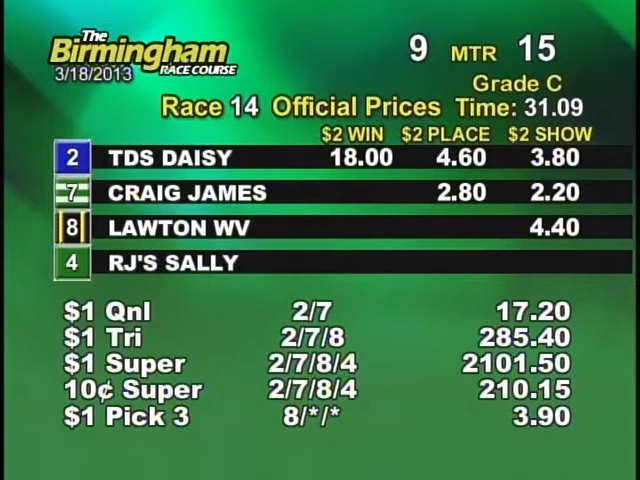 The
Birmingham
RACE COURSE
3/18/2013
9 MTR 15
Grade C
Race 14 Official Prices Time: 31.09
$2 WIN $2 PLACE $2 SHOW
2 TDS DAISY 18.00 4.60 3.80
7 CRAIG JAMES 2.80 2.20
8 LAWTON WV 4.40
4 RJ'S SALLY
$1 Qnl 2/7 17.20
$1 Tri 2/7/8 285.40
$1 Super 2/7/8/4 2101.50
10¢ Super 2/7/8/4 210.15
$1 Pick 3 8/*/* 3.90